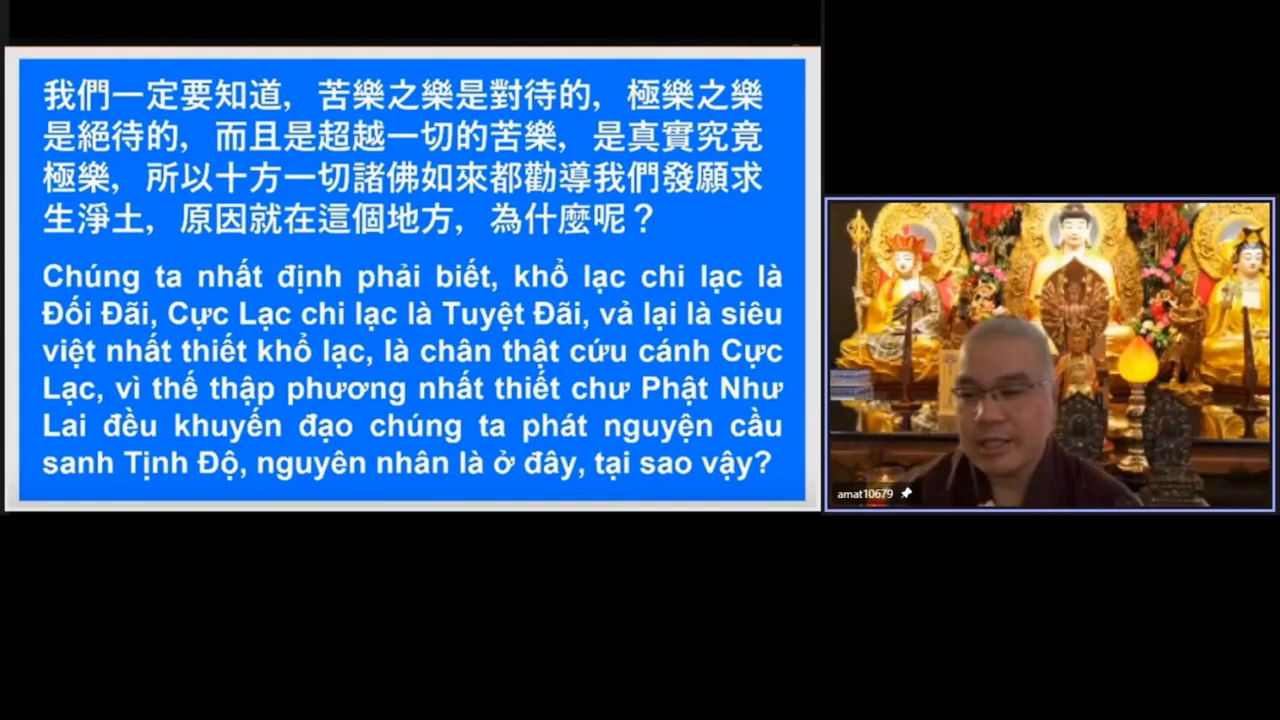 我們一定要知道，苦樂之樂是對待的，極樂之樂
是絕待的，而且是超越一切的苦樂，是真實究竟
極樂，所以十方一切諸佛如來都勸導我們發願求
生淨土，原因就在這個地方，為什麼呢？
Chúng ta nhất định phải biết, khổ lạc chi lạc là
Đối Đãi, Cực Lạc chi lạc là Tuyệt Đãi, vả lại là siêu
việt nhất thiết khổ lạc, là chân thật cứu cánh Cực
Lạc, vì thế thập phương nhất thiết chư Phật Như
Lai đều khuyến đạo chúng ta phát nguyện cầu
sanh Tịnh Độ, nguyên nhân là ở đây, tại sao vậy?
amat10679